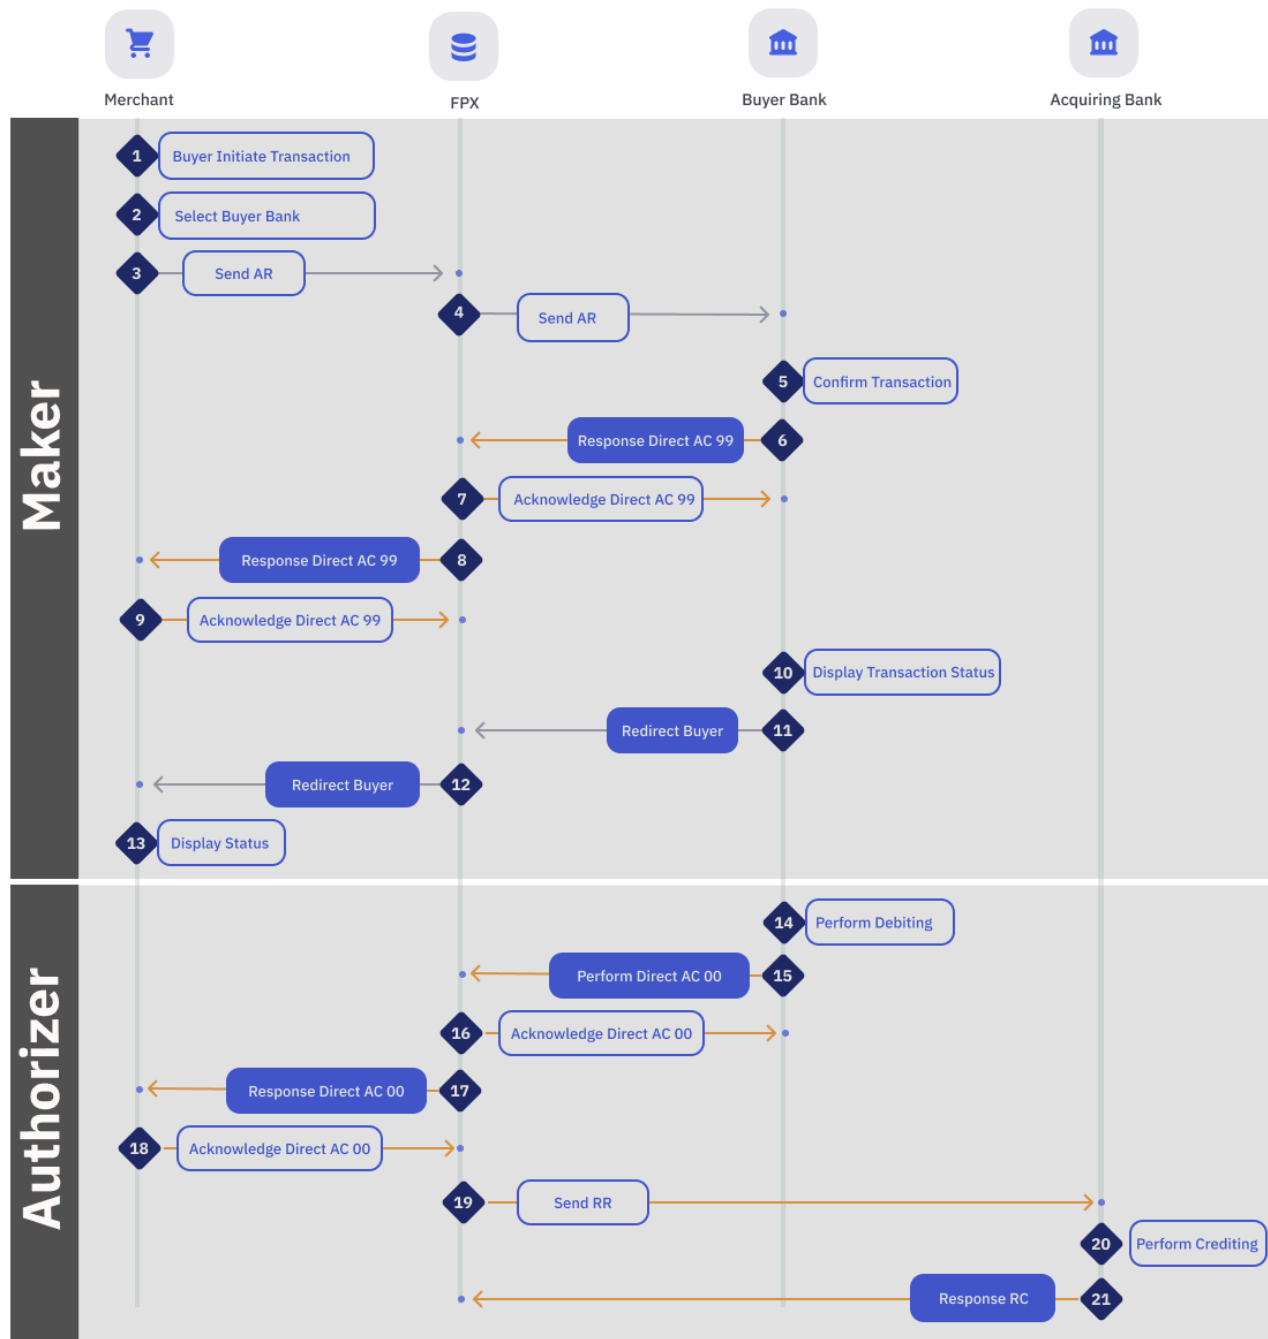 Merchant
FPX
Buyer Bank
Acquiring Bank
Maker
1 Buyer Initiate Transaction
2 Select Buyer Bank
3 Send AR
4 Send AR
5 Confirm Transaction
Response Direct AC 99 6
7 Acknowledge Direct AC 99
Response Direct AC 99 8
9 Acknowledge Direct AC 99
10 Display Transaction Status
Redirect Buyer 11
Redirect Buyer 12
13 Display Status
Authorizer
14 Perform Debiting
Perform Direct AC 00 15
16 Acknowledge Direct AC 00
Response Direct AC 00 17
18 Acknowledge Direct AC 00
19 Send RR
20 Perform Crediting
Response RC 21